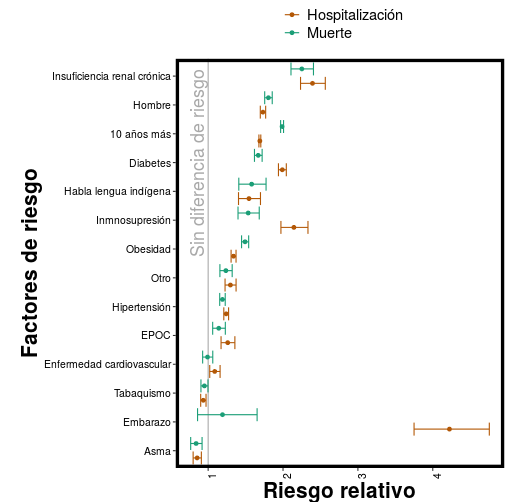 Hospitalización
Muerte
Factores de riesgo
Insuficiencia renal crónica
Hombre
10 años más
Diabetes
Habla lengua indígena
Inmnosupresión
Obesidad
Otro
Hipertensión
EPOC
Enfermedad cardiovascular
Tabaquismo
Embarazo
Asma
Sin diferencia de riesgo
1
2
3
4
Riesgo relativo